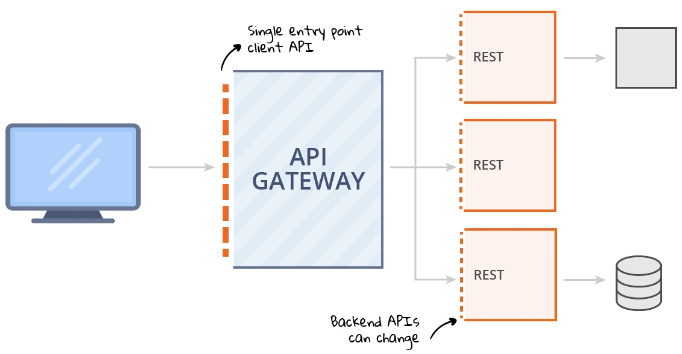 Single entry point
client API
API
GATEWAY
REST
REST
REST
Backend APIs
can change